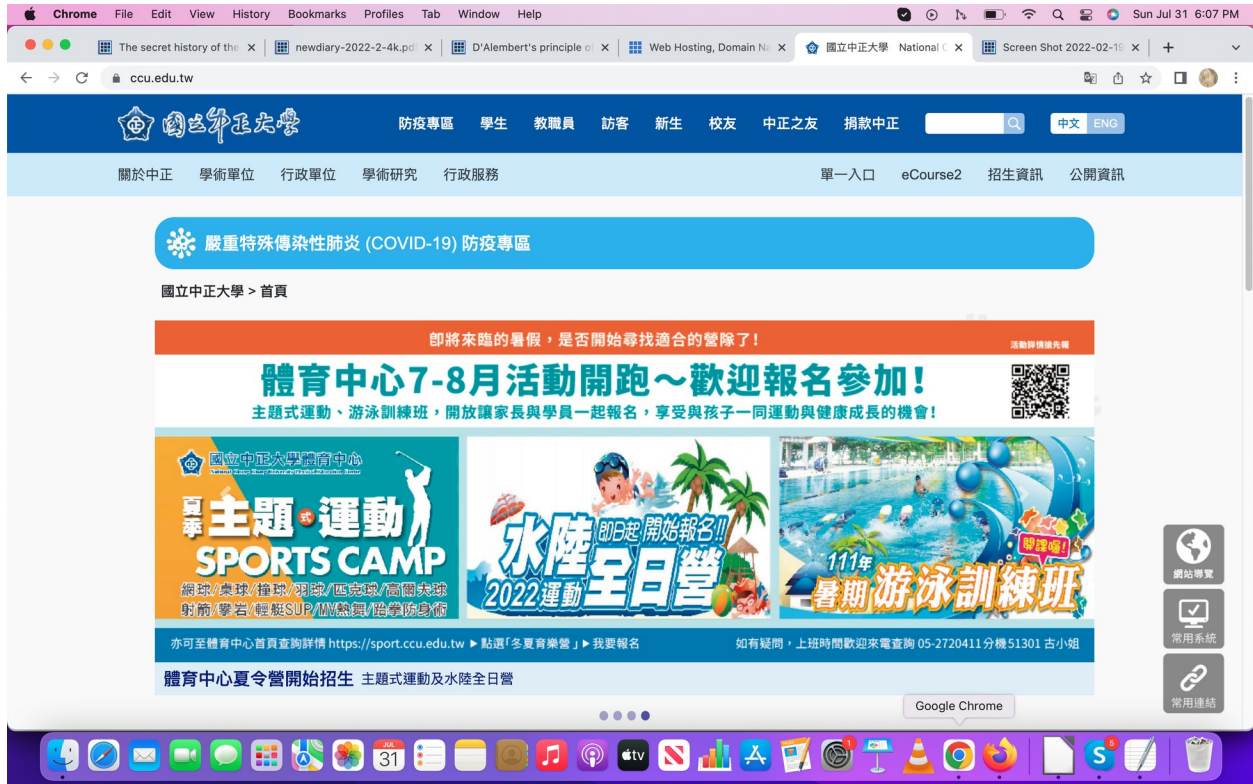 Chrome File Edit View History Bookmarks Profiles Tab Window Help Sun Jul 31 6:07 PM
The secret history of the newdiary-2022-2-4k.pd D'Alembert's principle of Web Hosting, Domain Na 國立中正大學 National C Screen Shot 2022-02-19
ccu.edu.tw
國立中正大學 防疫專區 學生 教職員 訪客 新生 校友 中正之友 捐款中正 中文 ENG
關於中正 學術單位 行政單位 學術研究 行政服務 單一入口 eCourse2 招生資訊 公開資訊
嚴重特殊傳染性肺炎 (COVID-19) 防疫專區
國立中正大學 > 首頁
即將來臨的暑假，是否開始尋找適合的營隊了!
活動詳情搶先報
體育中心7-8月活動開跑～歡迎報名參加!
主題式運動、游泳訓練班，開放讓家長與學員一起報名，享受與孩子一同運動與健康成長的機會!
國立中正大學體育中心
夏季 主題式運動
SPORTS CAMP
網球/桌球/撞球/羽球/匹克球/高爾夫球
射箭/攀岩/輕艇SUP/MV熱舞/跆拳防身術
水陸 即日起開始報名!!
2022運動 全日營
開課囉!
111年
暑期游泳訓練班
亦可至體育中心首頁查詢詳情 https://sport.ccu.edu.tw ▶ 點選「冬夏育樂營」▶ 我要報名 如有疑問，上班時間歡迎來電查詢 05-2720411分機51301 古小姐
體育中心夏令營開始招生 主題式運動及水陸全日營
網站導覽
常用系統
常用連結
Google Chrome
JUL
31
tv
5